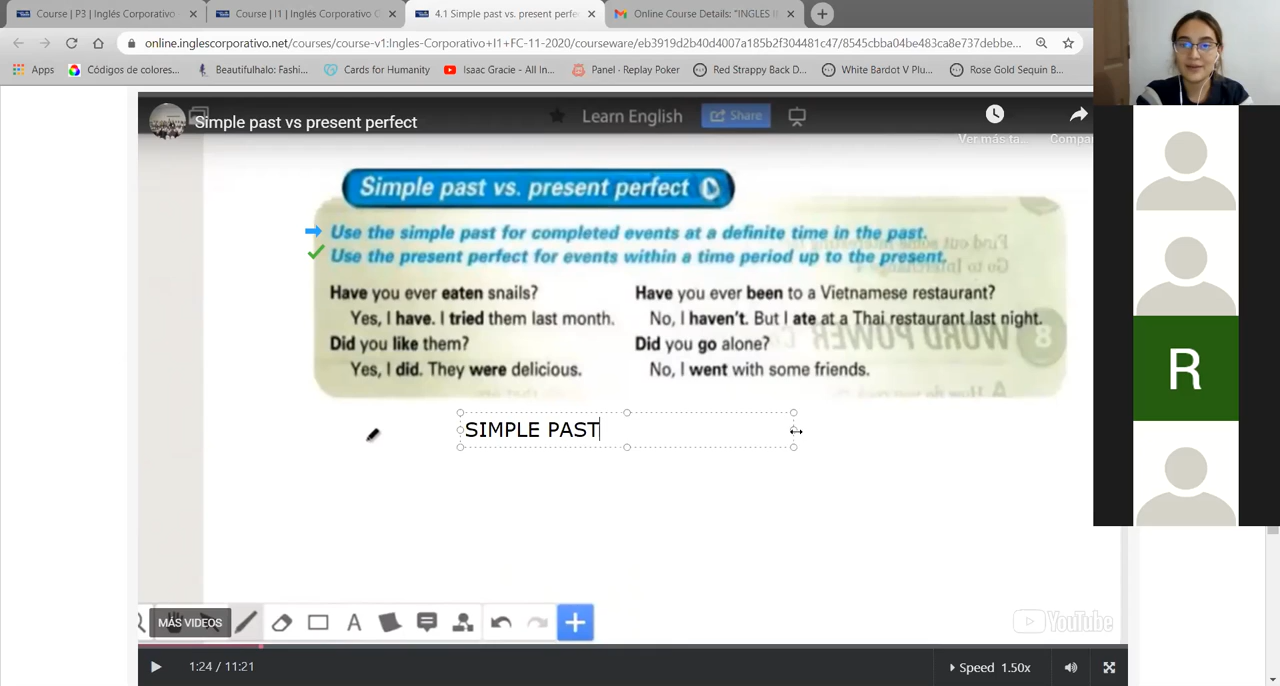 Course | P3 | Inglés Corporativo
Course | I1 | Inglés Corporativo C
4.1 Simple past vs. present perfe
Online Course Details: "INGLES I
online.inglescorporativo.net/courses/course-v1:Ingles-Corporativo+I1+FC-11-2020/courseware/eb3919d2b40d4007a185b2f304481c47/8545cbba04be483ca8e737debbe...
Apps
Códigos de colores...
Beautifulhalo: Fashi...
Cards for Humanity
Isaac Gracie - All In...
Panel · Replay Poker
Red Strappy Back D...
White Bardot V Plu...
Rose Gold Sequin B...
Simple past vs present perfect
Learn English
Share
Ver más ta...
Compa
Simple past vs. present perfect
Use the simple past for completed events at a definite time in the past.
Use the present perfect for events within a time period up to the present.
Have you ever eaten snails?
Yes, I have. I tried them last month.
Did you like them?
Yes, I did. They were delicious.
Have you ever been to a Vietnamese restaurant?
No, I haven't. But I ate at a Thai restaurant last night.
Did you go alone?
No, I went with some friends.
WORD POWER
8
SIMPLE PAST
R
MÁS VIDEOS
A
YouTube
1:24 / 11:21
Speed 1.50x